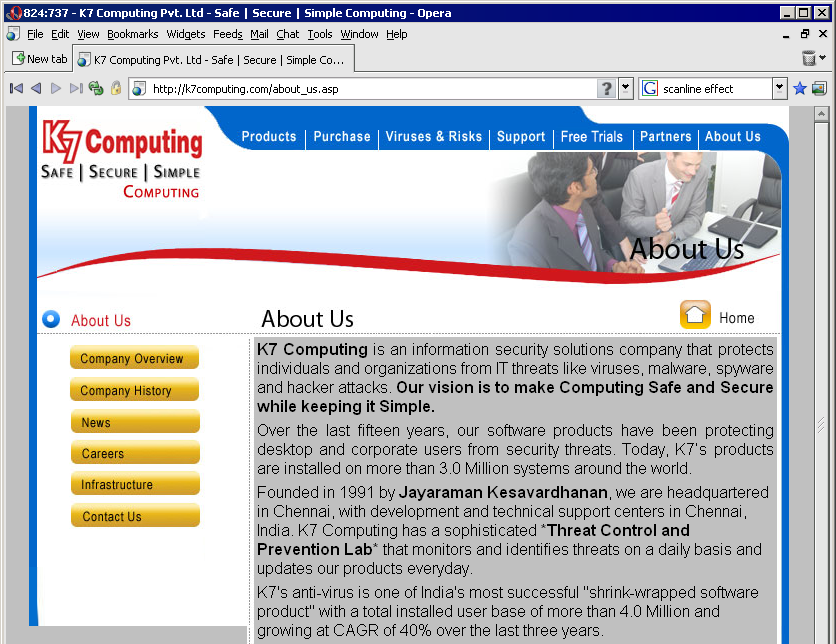 824:737 - K7 Computing Pvt. Ltd - Safe | Secure | Simple Computing - Opera
File Edit View Bookmarks Widgets Feeds Mail Chat Tools Window Help
New tab K7 Computing Pvt. Ltd - Safe | Secure | Simple Co...
http://k7computing.com/about_us.asp ? G scanline effect
K7 Computing
Safe | Secure | Simple
Computing
Products Purchase Viruses & Risks Support Free Trials Partners About Us
About Us
About Us
About Us
Home
Company Overview
Company History
News
Careers
Infrastructure
Contact Us
K7 Computing is an information security solutions company that protects
individuals and organizations from IT threats like viruses, malware, spyware
and hacker attacks. Our vision is to make Computing Safe and Secure
while keeping it Simple.
Over the last fifteen years, our software products have been protecting
desktop and corporate users from security threats. Today, K7's products
are installed on more than 3.0 Million systems around the world.
Founded in 1991 by Jayaraman Kesavardhanan, we are headquartered
in Chennai, with development and technical support centers in Chennai,
India. K7 Computing has a sophisticated *Threat Control and
Prevention Lab* that monitors and identifies threats on a daily basis and
updates our products everyday.
K7's anti-virus is one of India's most successful "shrink-wrapped software
product" with a total installed user base of more than 4.0 Million and
growing at CAGR of 40% over the last three years.